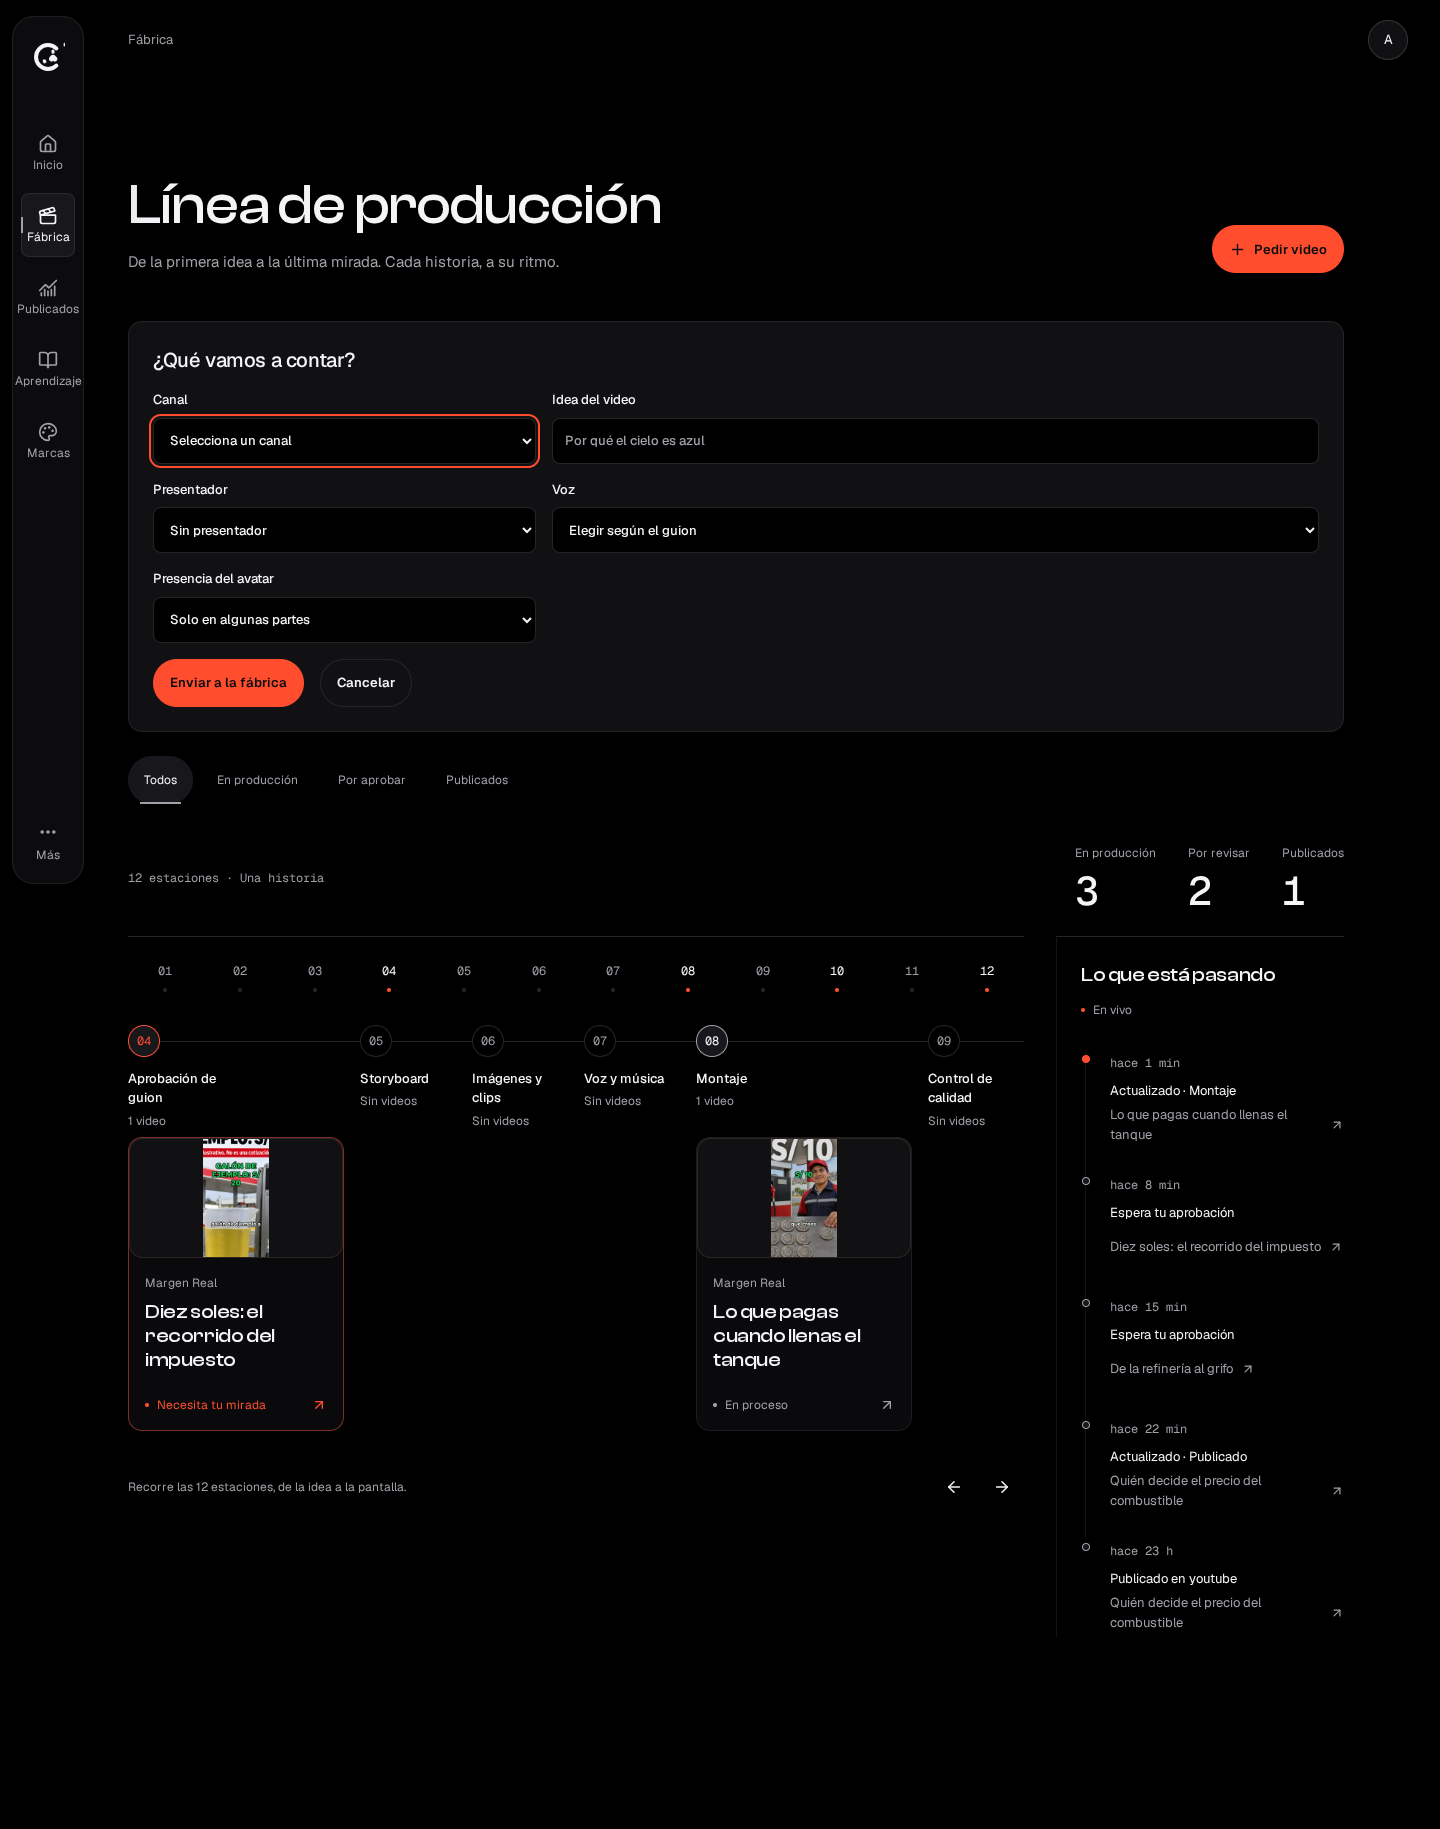 Fábrica
A
Inicio
Fábrica
Publicados
Aprendizaje
Marcas
Más
Línea de producción
De la primera idea a la última mirada. Cada historia, a su ritmo.
Pedir video
¿Qué vamos a contar?
Canal
Idea del video
Selecciona un canal
Por qué el cielo es azul
Presentador
Voz
Sin presentador
Elegir según el guion
Presencia del avatar
Solo en algunas partes
Enviar a la fábrica
Cancelar
Todos
En producción
Por aprobar
Publicados
12 estaciones · Una historia
En producción
3
Por revisar
2
Publicados
1
01 02 03 04 05 06 07 08 09 10 11 12
04
Aprobación de
guion
1 video
05
Storyboard
Sin videos
06
Imágenes y
clips
Sin videos
07
Voz y música
Sin videos
08
Montaje
1 video
09
Control de
calidad
Sin videos
GALÓN DE
EJEMPLO: S/
20
Margen Real
Diez soles: el
recorrido del
impuesto
Necesita tu mirada
S/ 10
S/ 10
que crees
Margen Real
Lo que pagas
cuando llenas el
tanque
En proceso
Recorre las 12 estaciones, de la idea a la pantalla.
Lo que está pasando
En vivo
hace 1 min
Actualizado · Montaje
Lo que pagas cuando llenas el
tanque
hace 8 min
Espera tu aprobación
Diez soles: el recorrido del impuesto
hace 15 min
Espera tu aprobación
De la refinería al grifo
hace 22 min
Actualizado · Publicado
Quién decide el precio del
combustible
hace 23 h
Publicado en youtube
Quién decide el precio del
combustible